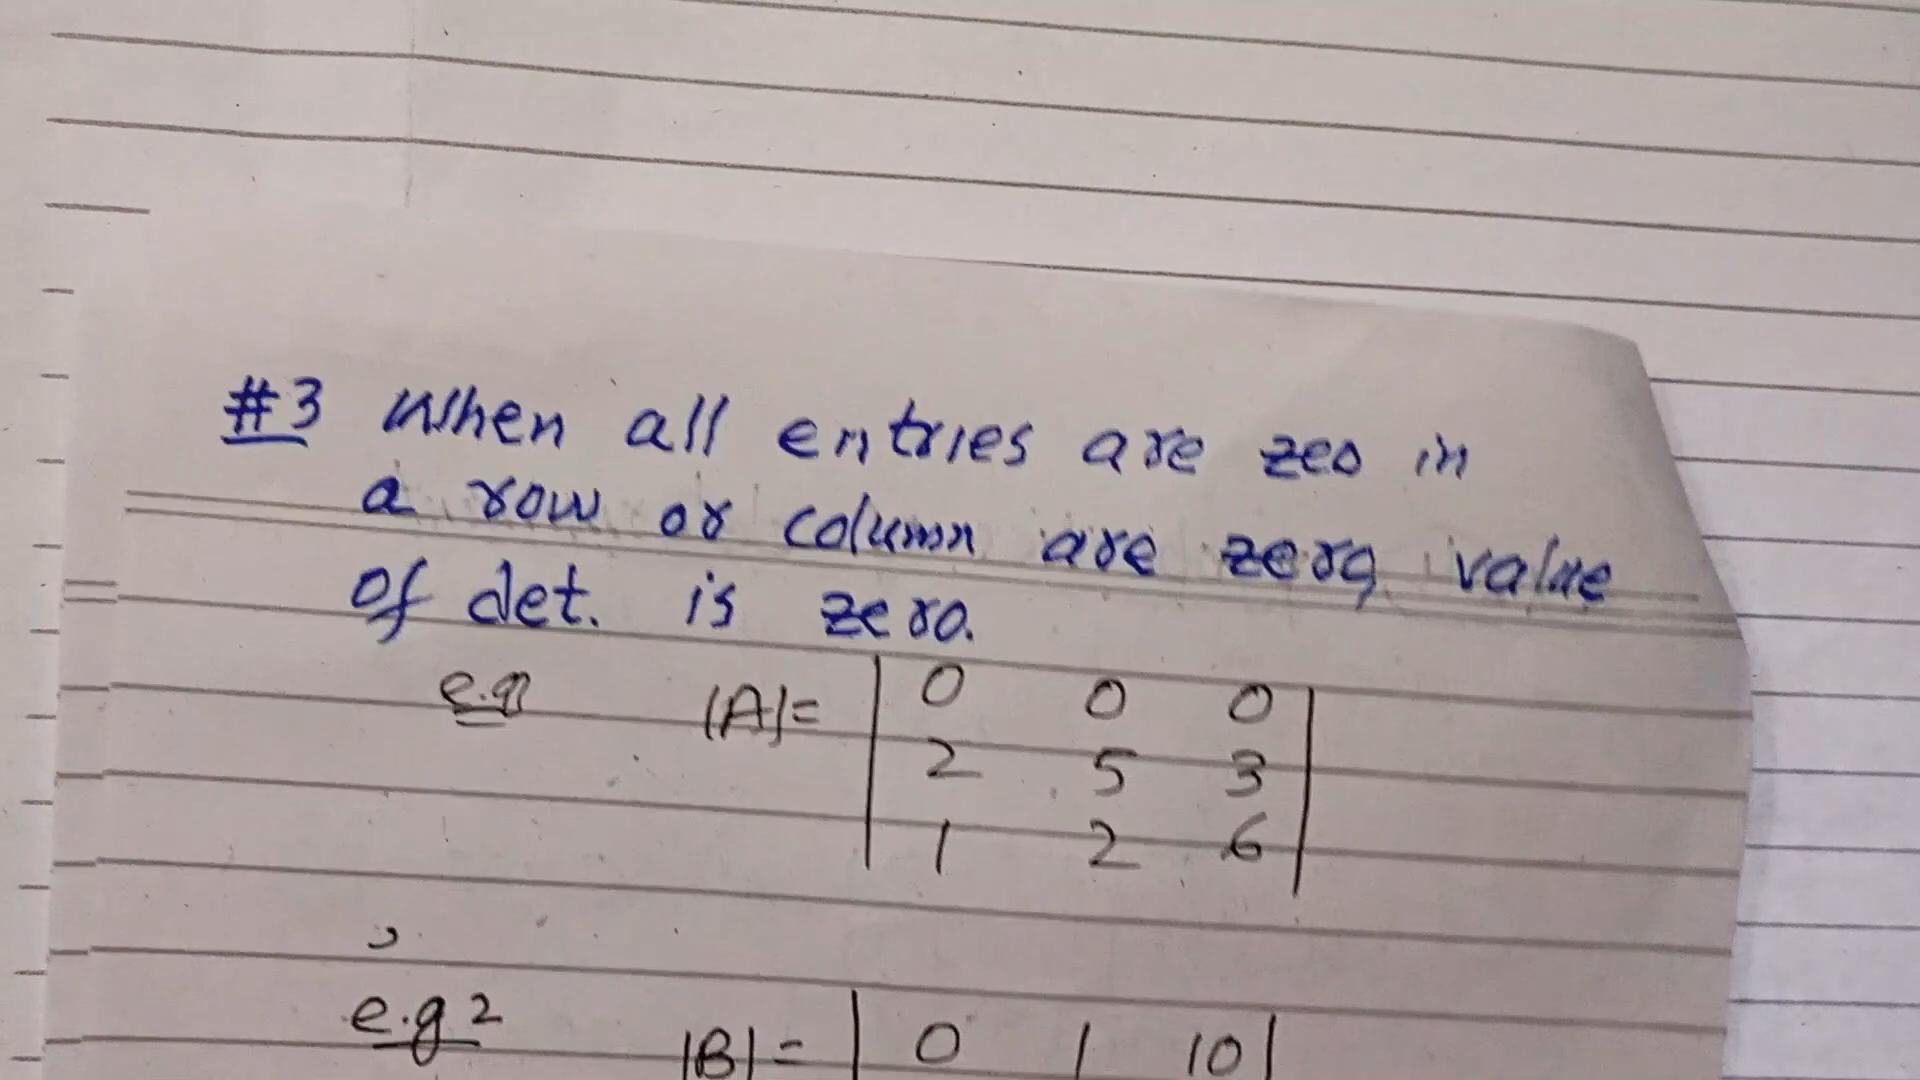 #3 When all entries are zeo in
a row or column are zero, value
of det. is zero.
e.g |A|= | 0 0 0 |
2 5 3
1 2 6
e.g 2 |B|= | 0 1 10 |